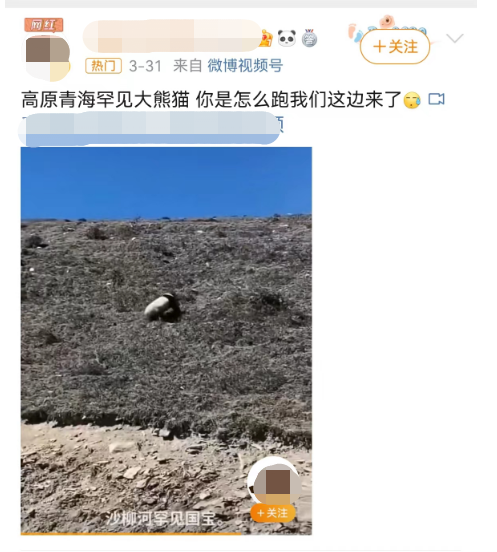 网红
热门 3-31 来自 微博视频号
+关注
高原青海罕见大熊猫 你是怎么跑我们这边来了
沙柳河罕见国宝。
+关注